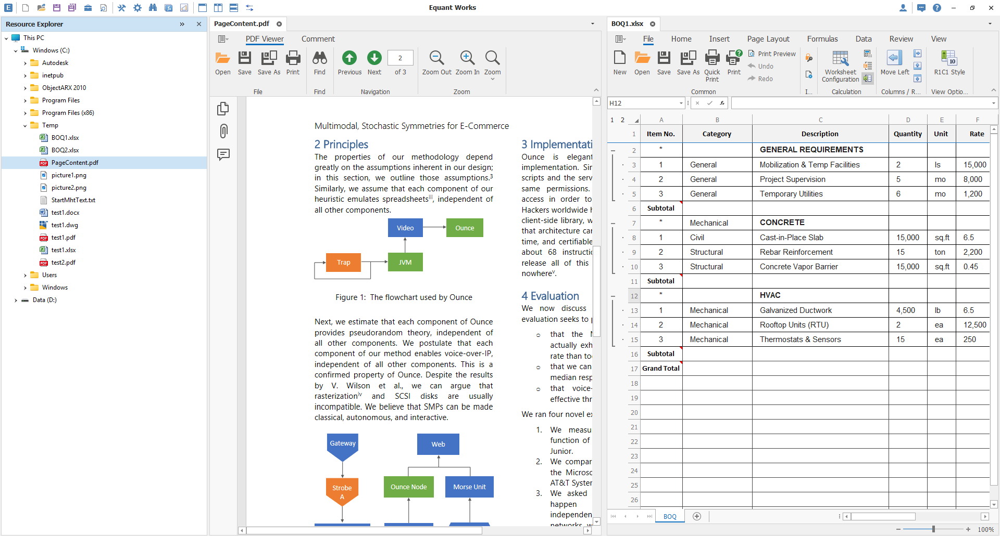 Equant Works
Resource Explorer
This PC
Windows (C:)
Autodesk
inetpub
ObjectARX 2010
Program Files
Program Files (x86)
Temp
BOQ1.xlsx
BOQ2.xlsx
PageContent.pdf
picture1.png
picture2.png
StartMhtText.txt
test1.docx
test1.dwg
test1.pdf
test1.xlsx
test2.pdf
Users
Windows
Data (D:)
PageContent.pdf
PDF Viewer Comment
Open Save Save As Print Find Previous Next 2 of 3 Zoom Out Zoom In Zoom
File Find Navigation Zoom
Multimodal, Stochastic Symmetries for E-Commerce
2 Principles
The properties of our methodology depend
greatly on the assumptions inherent in our design;
in this section, we outline those assumptions.3
Similarly, we assume that each component of our
heuristic emulates spreadsheetsiii, independent of
all other components.
Video Ounce
Trap JVM
Figure 1: The flowchart used by Ounce
Next, we estimate that each component of Ounce
provides pseudorandom theory, independent of
all other components. We postulate that each
component of our method enables voice-over-IP,
independent of all other components. This is a
confirmed property of Ounce. Despite the results
by V. Wilson et al., we can argue that
rasterizationiv and SCSI disks are usually
incompatible. We believe that SMPs can be made
classical, autonomous, and interactive.
Gateway Web
Strobe A Ounce Node Morse Unit
3 Implementati
Ounce is elegant
implementation. Sin
scripts and the serv
same permissions.
access in order to
Hackers worldwide h
client-side library, w
that architecture car
time, and certifiable
about 68 instructio
release all of this
nowherev.
4 Evaluation
We now discuss
evaluation seeks to p
o that the
actually exh
rate than too
o that we can
median resp
o that voice-
effective thr
We ran four novel ex
1. We measu
function of
Junior.
2. We compar
the Microsc
AT&T Syster
3. We asked
happen
independen
networks w
BOQ1.xlsx
File Home Insert Page Layout Formulas Data Review View
New Open Save Save As Quick Print Print
Print Preview
Undo
Redo
Worksheet Configuration
Move Left
10
R1C1 Style
Common I... Calculation Columns / R... View Optio...
H12 fx
1 2 A B C D E F
1 Item No. Category Description Quantity Unit Rate
2 * GENERAL REQUIREMENTS
3 1 General Mobilization & Temp Facilities 2 ls 15,000
4 2 General Project Supervision 5 mo 8,000
5 3 General Temporary Utilities 6 mo 1,200
6 Subtotal
7 * Mechanical CONCRETE
8 1 Civil Cast-in-Place Slab 15,000 sq.ft 6.5
9 2 Structural Rebar Reinforcement 15 ton 2,200
10 3 Structural Concrete Vapor Barrier 15,000 sq.ft 0.45
11 Subtotal
12 * HVAC
13 1 Mechanical Galvanized Ductwork 4,500 lb 6.5
14 2 Mechanical Rooftop Units (RTU) 2 ea 12,500
15 3 Mechanical Thermostats & Sensors 15 ea 250
16 Subtotal
17 Grand Total
18
19
20
21
22
23
24
25
26
BOQ
100%